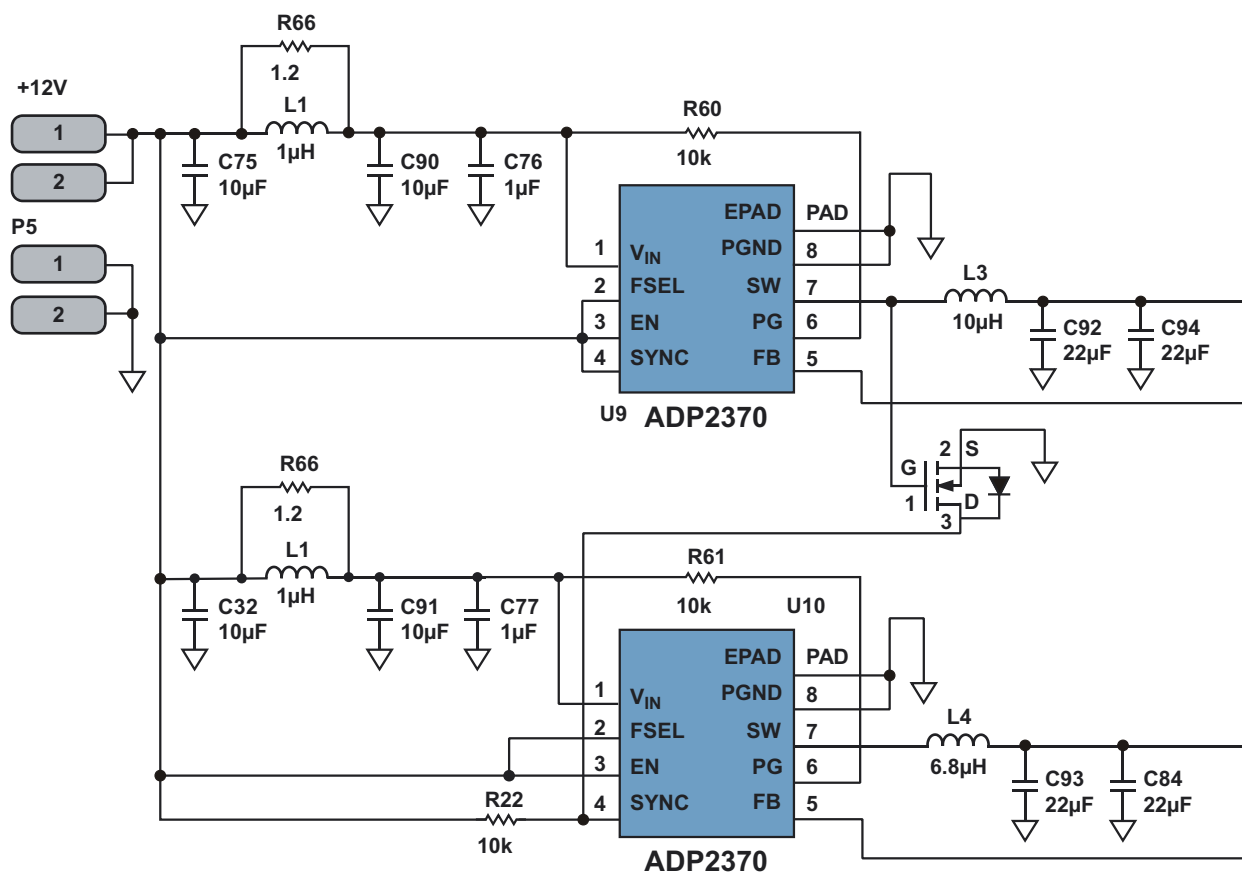 R66
1.2
+12V
1
2
L1
1µH
C75
10µF
C90
10µF
C76
1µF
R60
10k
P5
1
2
EPAD
PAD
PGND
8
1
VIN
2
FSEL
SW
7
3
EN
PG
6
4
SYNC
FB
5
U9
ADP2370
L3
10µH
C92
22µF
C94
22µF
G
1
2
S
D
3
R66
1.2
L1
1µH
C32
10µF
C91
10µF
C77
1µF
R61
10k
U10
EPAD
PAD
PGND
8
1
VIN
2
FSEL
SW
7
3
EN
PG
6
4
SYNC
FB
5
R22
10k
ADP2370
L4
6.8µH
C93
22µF
C84
22µF